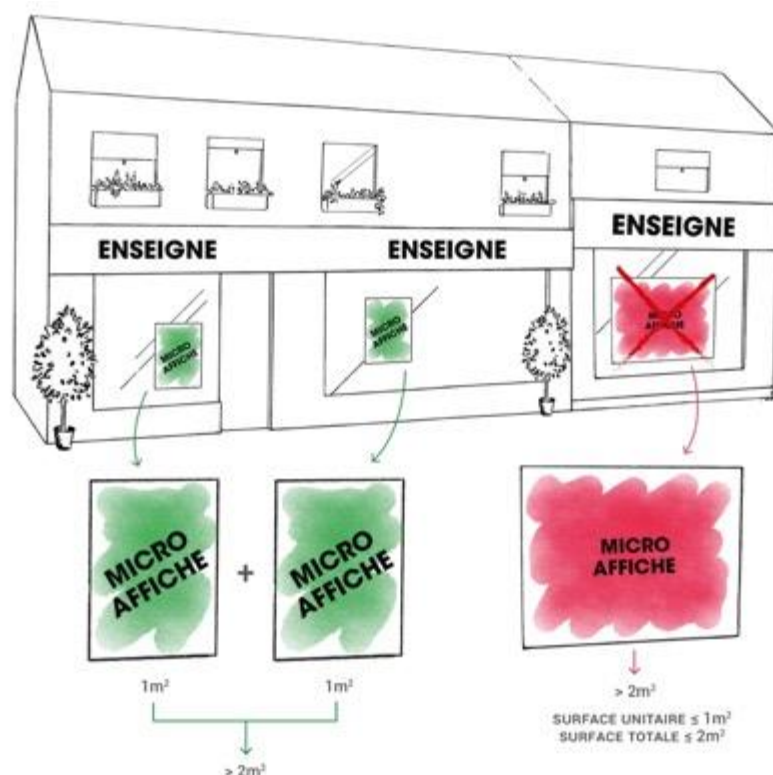 ENSEIGNE
ENSEIGNE
ENSEIGNE
MICRO
AFFICHE
MICRO
AFFICHE
MICRO
AFFICHE
MICRO
AFFICHE
+
MICRO
AFFICHE
MICRO
AFFICHE
1m²
1m²
> 2m²
> 2m²
SURFACE UNITAIRE ≤ 1m²
SURFACE TOTALE ≤ 2m²